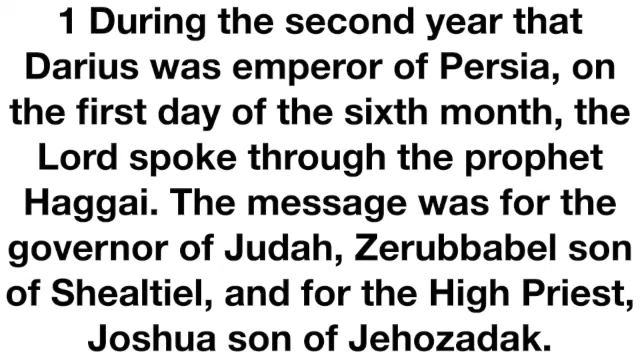 1 During the second year that
Darius was emperor of Persia, on
the first day of the sixth month, the
Lord spoke through the prophet
Haggai. The message was for the
governor of Judah, Zerubbabel son
of Shealtiel, and for the High Priest,
Joshua son of Jehozadak.